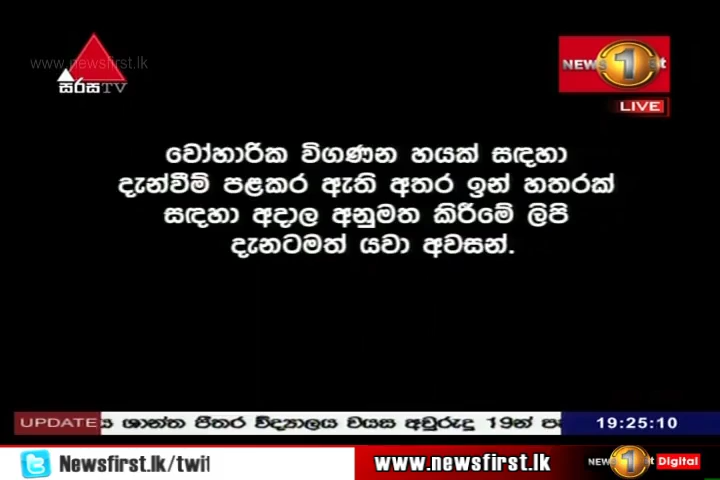 www.newsfirst.lk
සිරස TV
NEWS 1st
LIVE
වෝහාරික විගණන හයක් සඳහා
දැන්වීම් පළකර ඇති අතර ඉන් හතරක්
සඳහා අදාල අනුමත කිරීමේ ලිපි
දැනටමත් යවා අවසන්.
UPDATE ය ශාන්ත පීතර විද්‍යාලය වයස අවුරුදු 19න් 19:25:10
Newsfirst.lk/twit www.newsfirst.lk NEWS 1st Digital